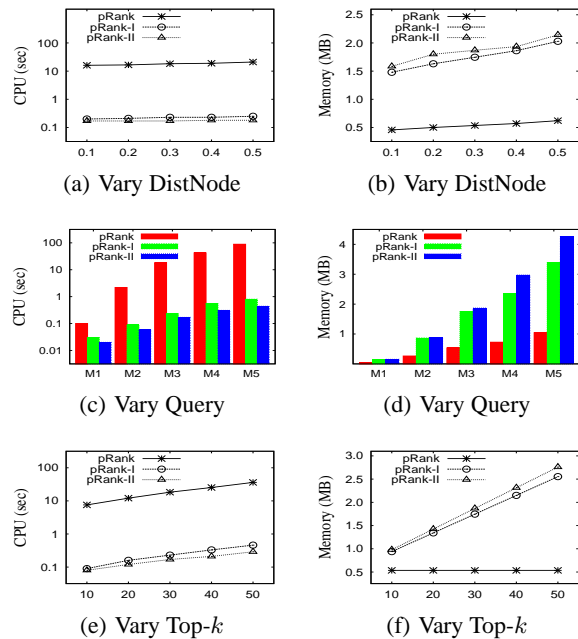 pRank
pRank-I
pRank-II
CPU (sec)
100
10
1
0.1
0.1 0.2 0.3 0.4 0.5
(a) Vary DistNode
pRank
pRank-I
pRank-II
Memory (MB)
2.5
2.0
1.5
1.0
0.5
0.1 0.2 0.3 0.4 0.5
(b) Vary DistNode
pRank
pRank-I
pRank-II
CPU (sec)
100
10
1
0.1
0.01
M1 M2 M3 M4 M5
(c) Vary Query
pRank
pRank-I
pRank-II
Memory (MB)
4
3
2
1
M1 M2 M3 M4 M5
(d) Vary Query
pRank
pRank-I
pRank-II
CPU (sec)
100
10
1
0.1
10 20 30 40 50
(e) Vary Top-k
pRank
pRank-I
pRank-II
Memory (MB)
3.0
2.5
2.0
1.5
1.0
0.5
10 20 30 40 50
(f) Vary Top-k